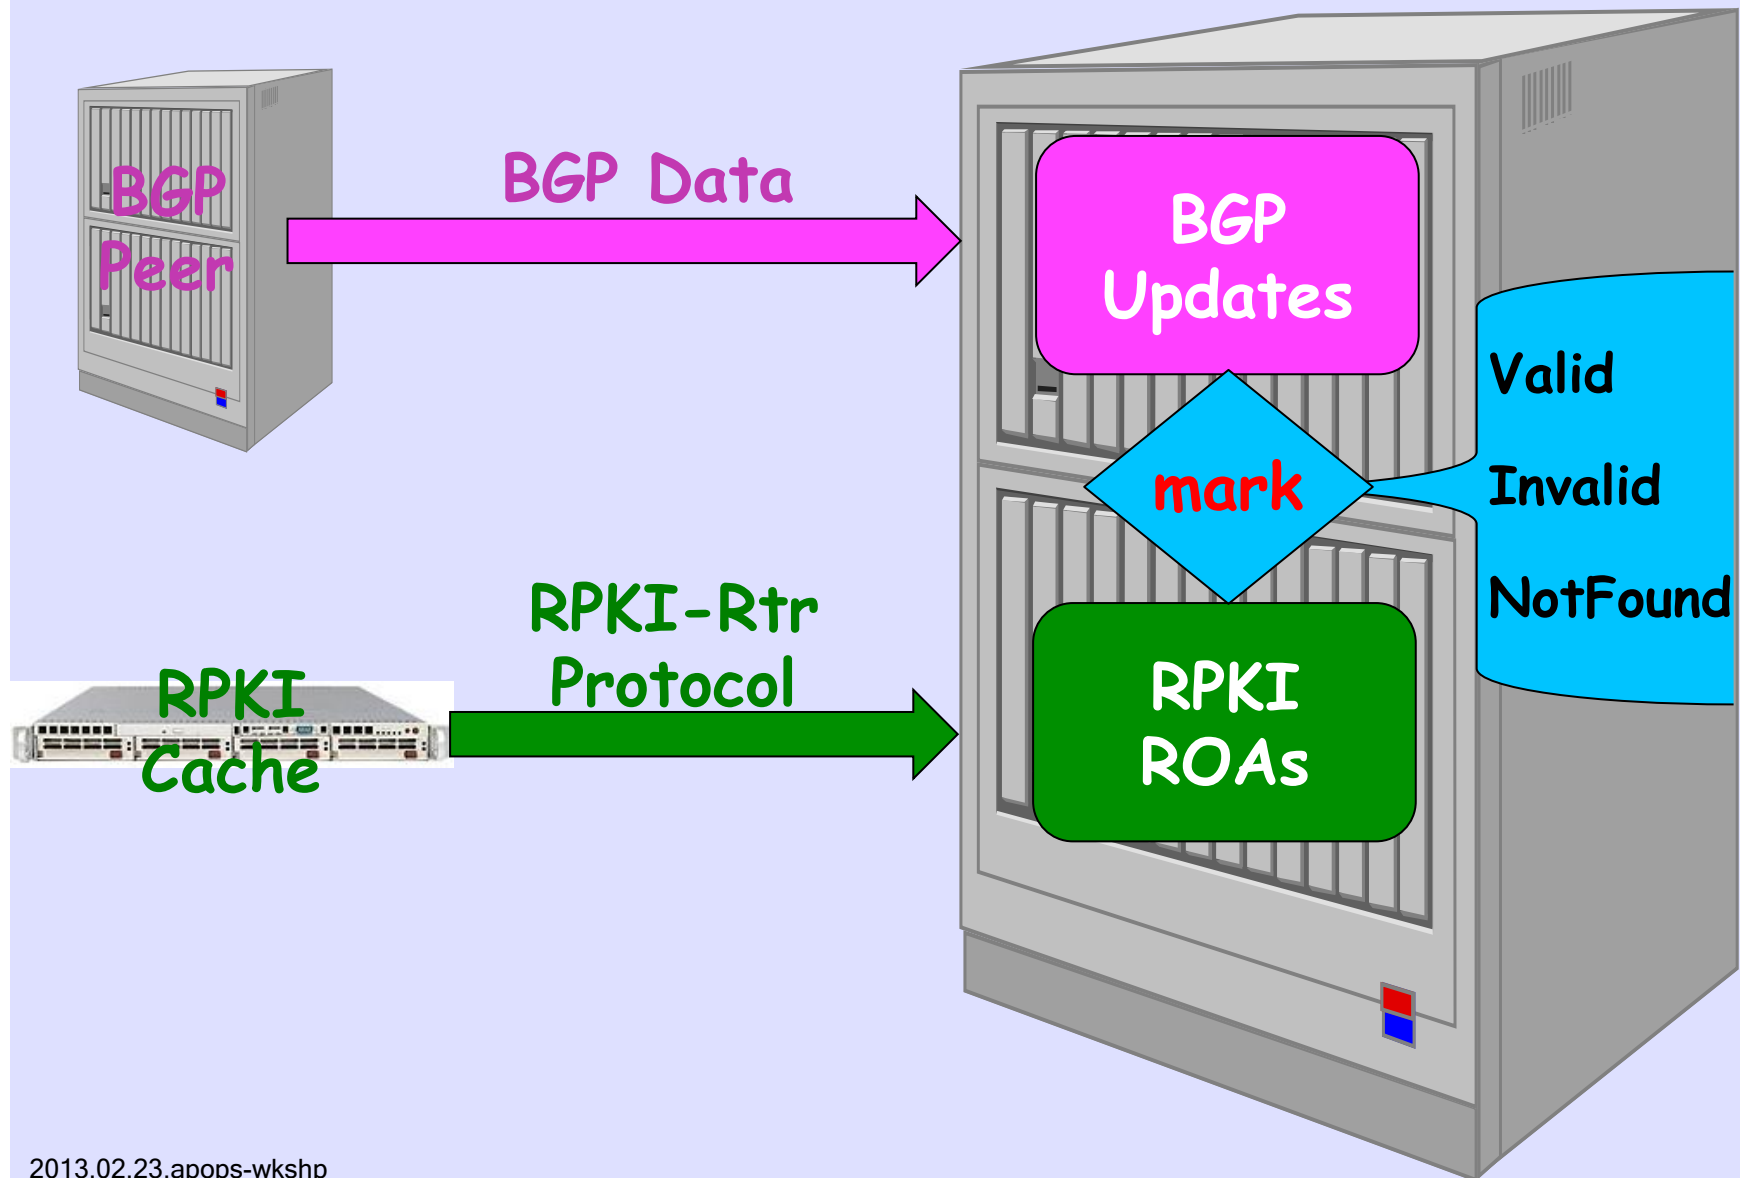 BGP
Peer
BGP Data
BGP
Updates
mark
Valid
Invalid
NotFound
RPKI
Cache
RPKI-Rtr
Protocol
RPKI
ROAs
2013.02.23.apops-wkshp